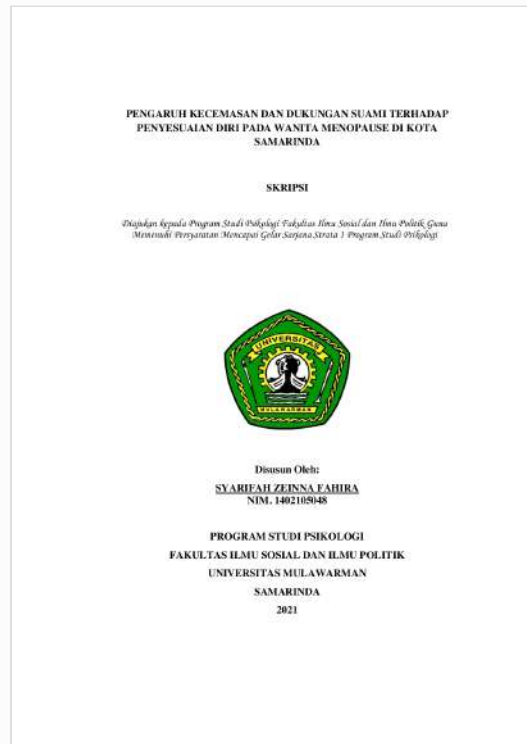 PENGARUH KECEMASAN DAN DUKUNGAN SUAMI TERHADAP
PENYESUAIAN DIRI PADA WANITA MENOPAUSE DI KOTA
SAMARINDA
SKRIPSI
Diajukan kepada Program Studi Psikologi Fakultas Ilmu Sosial dan Ilmu Politik Guna
Memenuhi Persyaratan Mencapai Gelar Sarjana Strata 1 Program Studi Psikologi
UNIVERSITAS
MULAWARMAN
Disusun Oleh:
SYARIFAH ZEINNA FAHIRA
NIM. 1402105048
PROGRAM STUDI PSIKOLOGI
FAKULTAS ILMU SOSIAL DAN ILMU POLITIK
UNIVERSITAS MULAWARMAN
SAMARINDA
2021